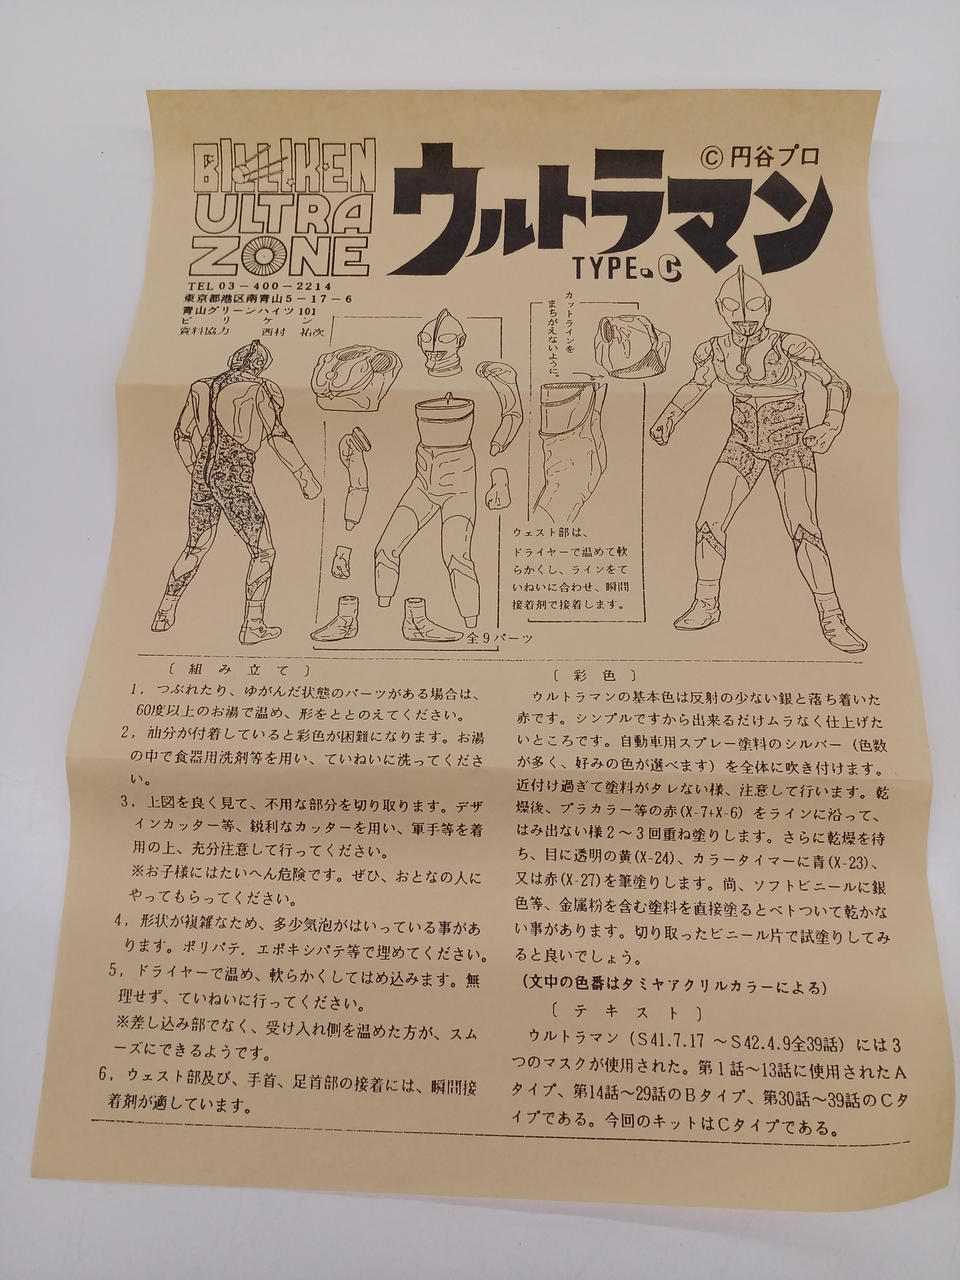 BILLIKEN
ULTRA
ZONE
ウルトラマン
TYPE-C
©円谷プロ
TEL 03-400-2214
東京都港区南青山5-17-6
青山グリーンハイツ101
ビリケン
資料協力 西村祐次
カットラインを
まちがえないように。
ウェスト部は、
ドライヤーで温めて軟
らかくし、ラインをて
いねいに合わせ、瞬間
接着剤で接着します。
全9パーツ
〔組み立て〕
1, つぶれたり、ゆがんだ状態のパーツがある場合は、
60度以上のお湯で温め、形をととのえてください。
2, 油分が付着していると彩色が困難になります。お湯
の中で食器用洗剤等を用い、ていねいに洗ってくださ
い。
3, 上図を良く見て、不用な部分を切り取ります。デザ
インカッター等、鋭利なカッターを用い、軍手等を着
用の上、充分注意して行ってください。
※お子様にはたいへん危険です。ぜひ、おとなの人に
やってもらってください。
4, 形状が複雑なため、多少気泡がはいっている事があ
ります。ポリパテ．エポキシパテ等で埋めてください。
5, ドライヤーで温め、軟らかくしてはめ込みます。無
理せず、ていねいに行ってください。
※差し込み部でなく、受け入れ側を温めた方が、スム
ーズにできるようです。
6, ウェスト部及び、手首、足首部の接着には、瞬間接
着剤が適しています。
〔彩色〕
ウルトラマンの基本色は反射の少ない銀と落ち着いた
赤です。シンプルですから出来るだけムラなく仕上げた
いところです。自動車用スプレー塗料のシルバー（色数
が多く、好みの色が選べます）を全体に吹き付けます。
近付け過ぎて塗料がタレない様、注意して行います。乾
燥後、プラカラー等の赤(X-7+X-6)をラインに沿って、
はみ出ない様2～3回重ね塗りします。さらに乾燥を待
ち、目に透明の黄(X-24)、カラータイマーに青(X-23)、
又は赤(X-27)を筆塗りします。尚、ソフトビニールに銀
色等、金属粉を含む塗料を直接塗るとベトついて乾かな
い事があります。切り取ったビニール片で試塗りしてみ
ると良いでしょう。
(文中の色番はタミヤアクリルカラーによる)
〔テキスト〕
ウルトラマン（S41.7.17～S42.4.9全39話）には3
つのマスクが使用された。第1話～13話に使用されたA
タイプ、第14話～29話のBタイプ、第30話～39話のCタ
イプである。今回のキットはCタイプである。